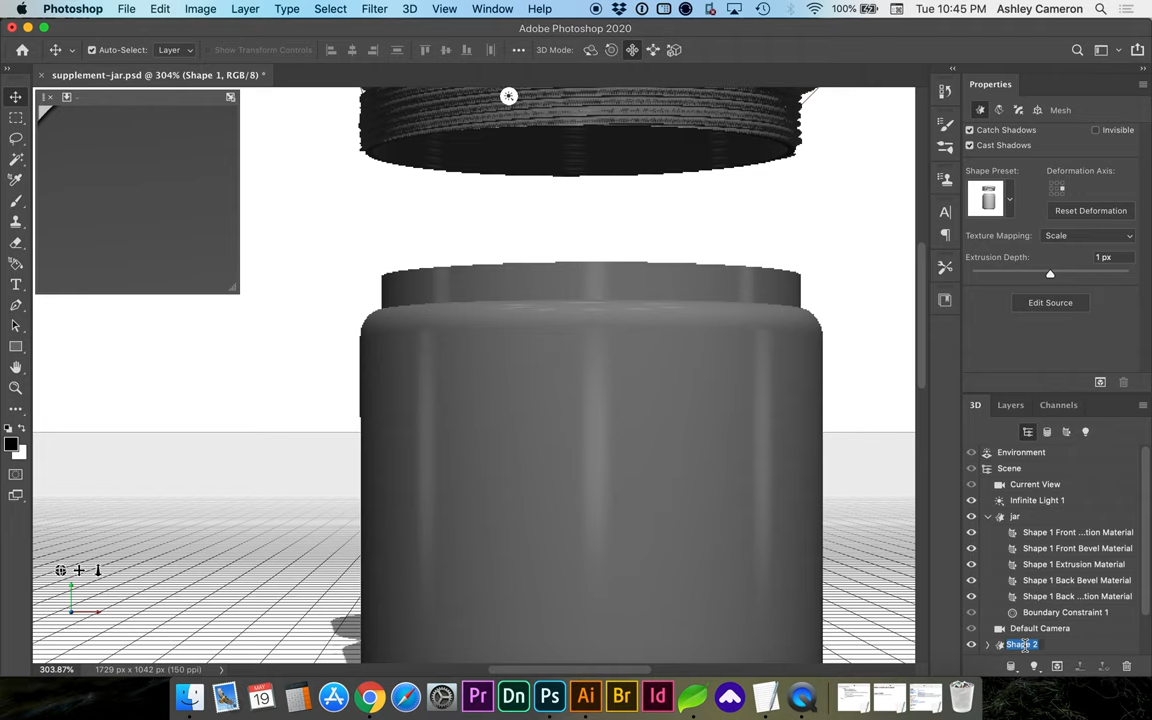 Photoshop File Edit Image Layer Type Select Filter 3D View Window Help 100% Tue 10:45 PM Ashley Cameron
Adobe Photoshop 2020
Auto-Select: Layer Show Transform Controls 3D Mode:
supplement-jar.psd @ 304% (Shape 1, RGB/8) *
Properties
Mesh
Catch Shadows Invisible
Cast Shadows
Shape Preset: Deformation Axis:
Reset Deformation
Texture Mapping: Scale
Extrusion Depth: 1 px
Edit Source
3D Layers Channels
Environment
Scene
Current View
Infinite Light 1
jar
Shape 1 Front ...tion Material
Shape 1 Front Bevel Material
Shape 1 Extrusion Material
Shape 1 Back Bevel Material
Shape 1 Back ...tion Material
Boundary Constraint 1
Default Camera
Shape 2
303.87% 1729 px x 1042 px (150 ppi)
MAY
19
Pr Dn Ps Ai Br Id